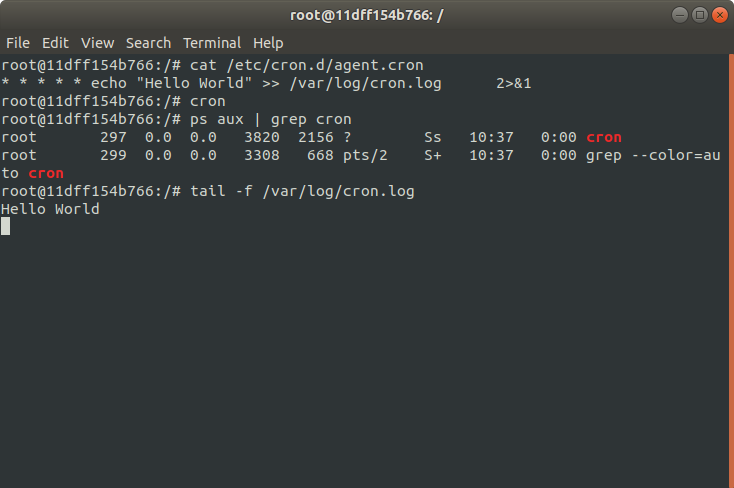 root@11dff154b766: /
File Edit View Search Terminal Help
root@11dff154b766:/# cat /etc/cron.d/agent.cron
* * * * * echo "Hello World" >> /var/log/cron.log      2>&1
root@11dff154b766:/# cron
root@11dff154b766:/# ps aux | grep cron
root       297  0.0  0.0   3820  2156 ?        Ss   10:37   0:00 cron
root       299  0.0  0.0   3308   668 pts/2    S+   10:37   0:00 grep --color=au
to cron
root@11dff154b766:/# tail -f /var/log/cron.log
Hello World